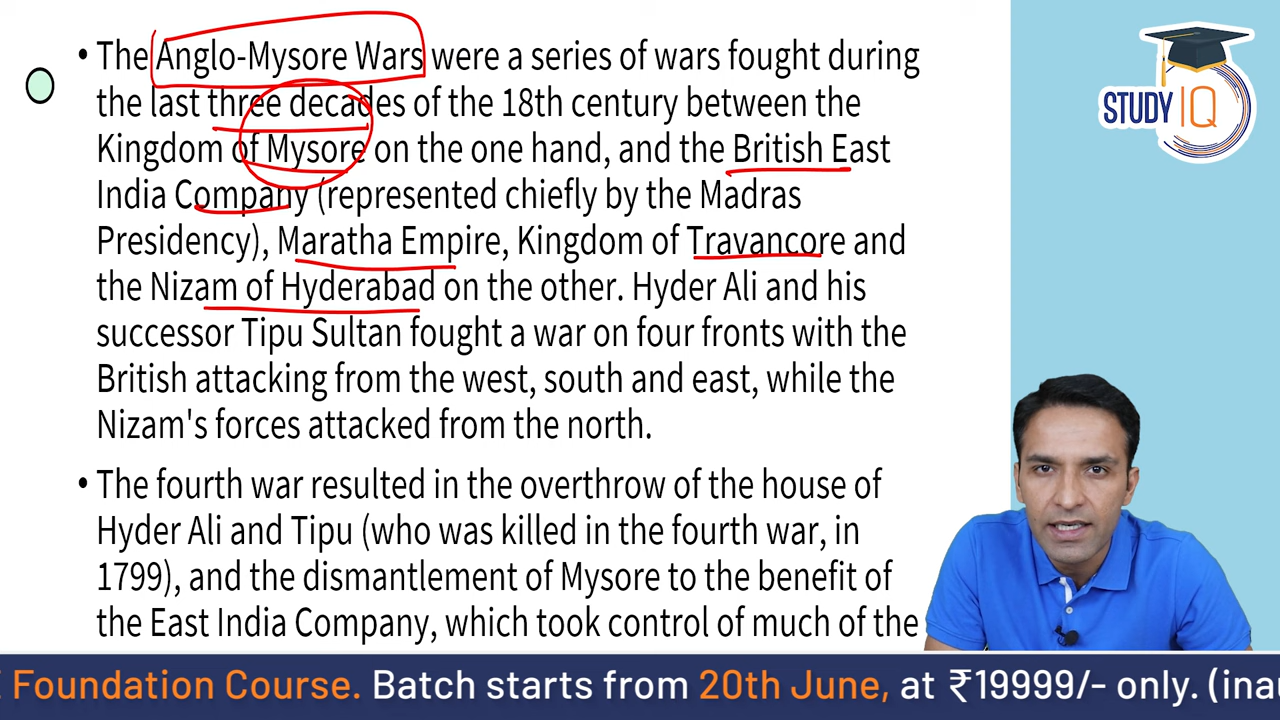 • The Anglo-Mysore Wars were a series of wars fought during
the last three decades of the 18th century between the
Kingdom of Mysore on the one hand, and the British East
India Company (represented chiefly by the Madras
Presidency), Maratha Empire, Kingdom of Travancore and
the Nizam of Hyderabad on the other. Hyder Ali and his
successor Tipu Sultan fought a war on four fronts with the
British attacking from the west, south and east, while the
Nizam's forces attacked from the north.
• The fourth war resulted in the overthrow of the house of
Hyder Ali and Tipu (who was killed in the fourth war, in
1799), and the dismantlement of Mysore to the benefit of
the East India Company, which took control of much of the
STUDY IQ
Foundation Course. Batch starts from 20th June, at ₹19999/- only. (